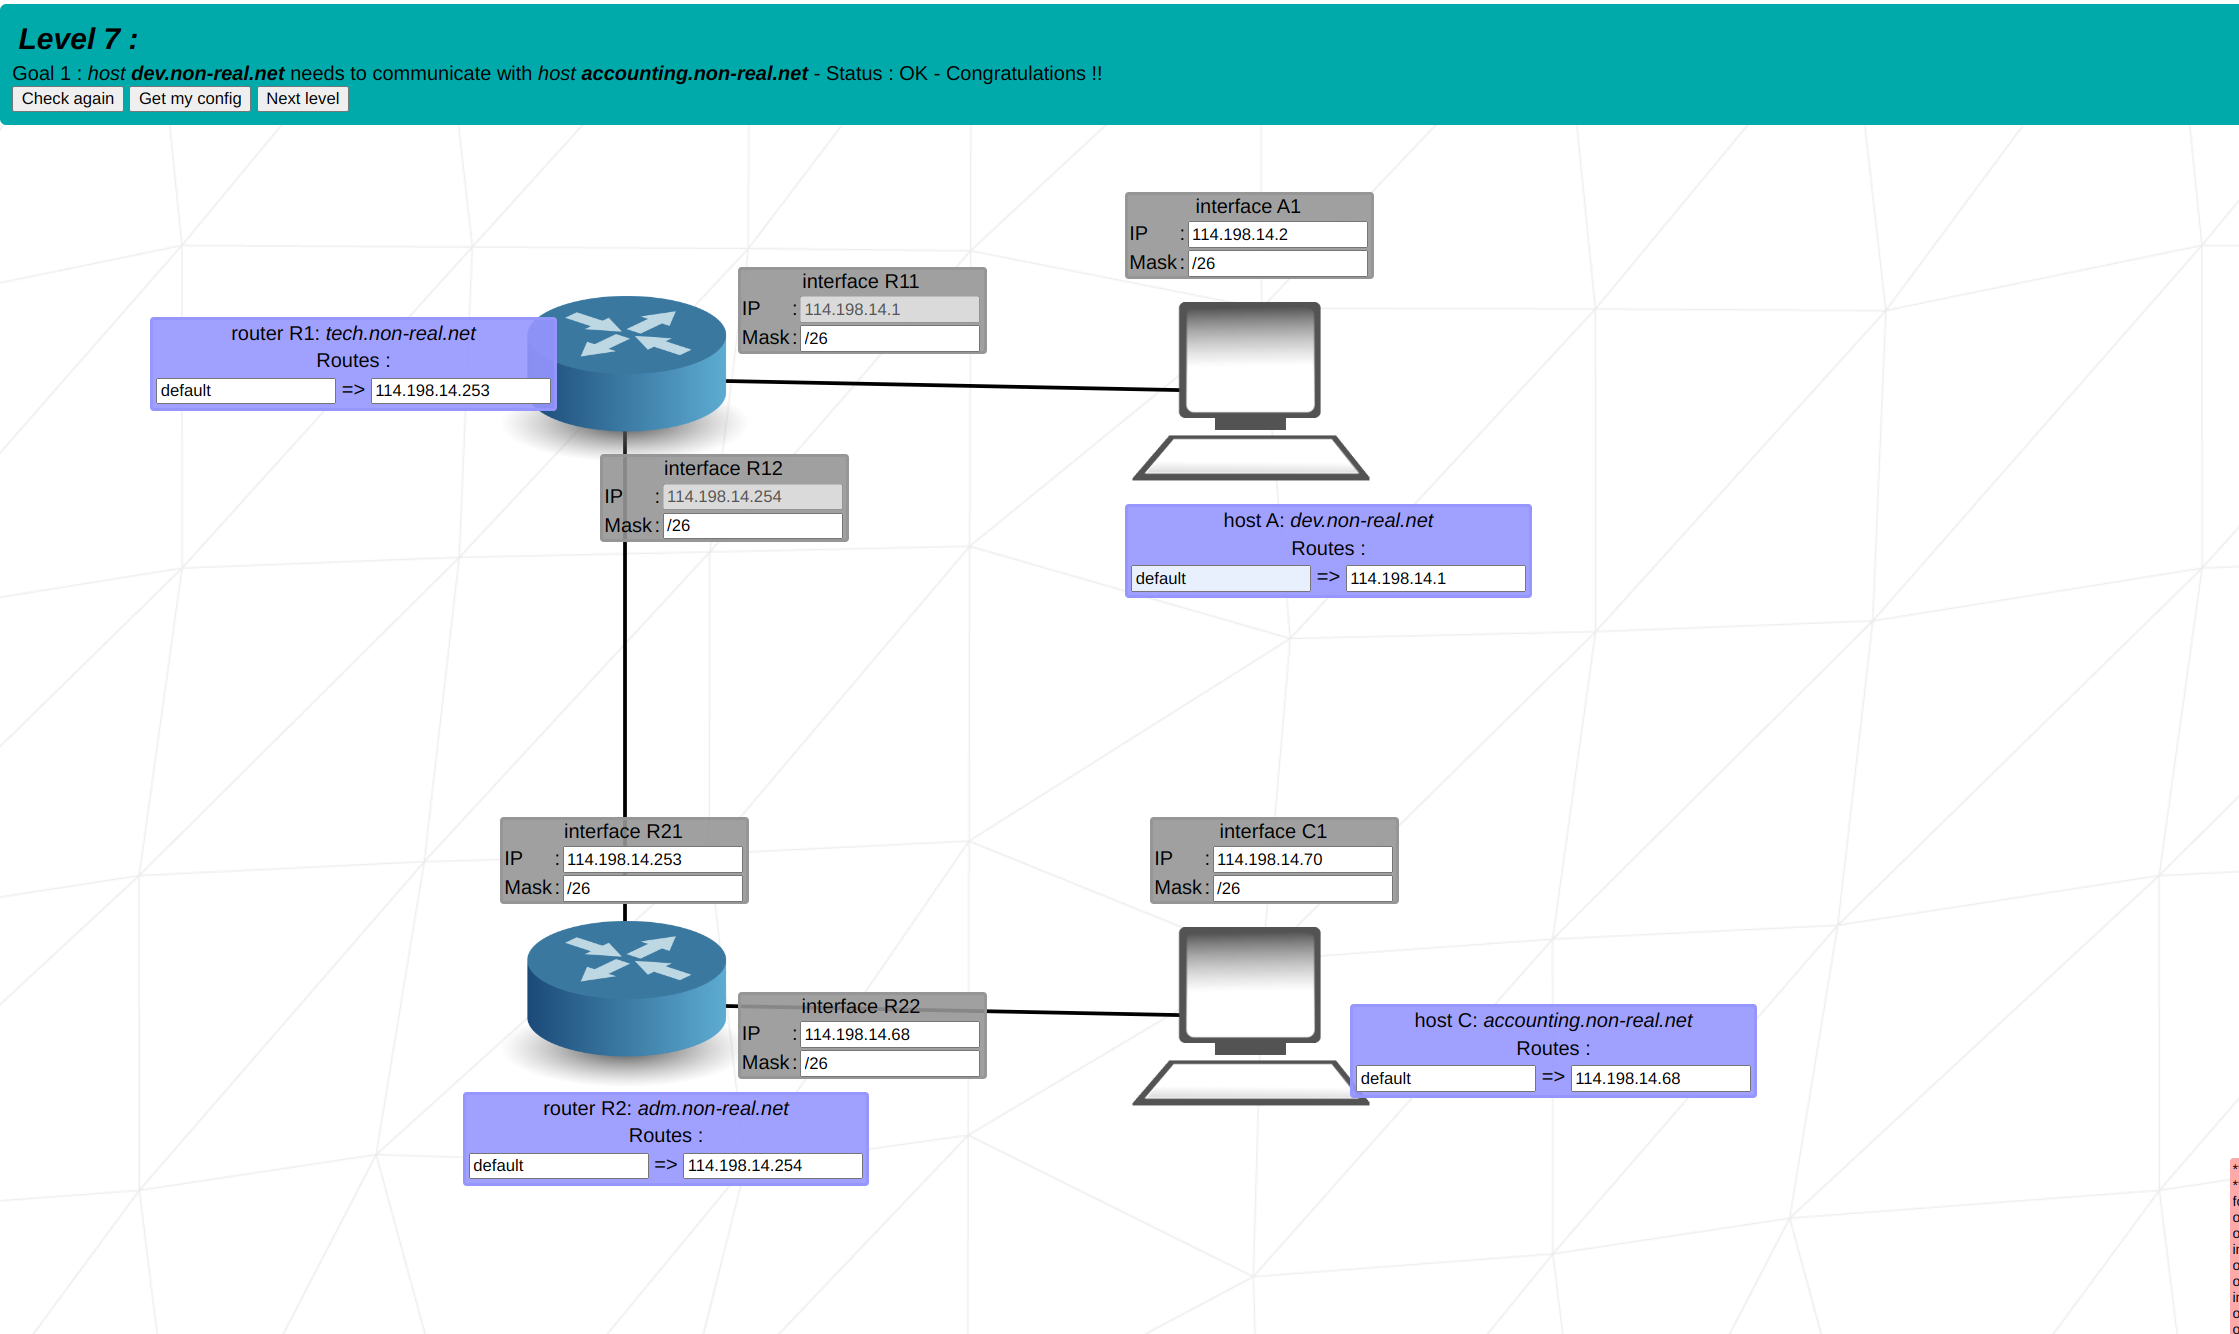 Level 7 :
Goal 1 : host dev.non-real.net needs to communicate with host accounting.non-real.net - Status : OK - Congratulations !!
Check again Get my config Next level
interface A1
IP : 114.198.14.2
Mask : /26
interface R11
IP : 114.198.14.1
Mask : /26
router R1: tech.non-real.net
Routes :
default => 114.198.14.253
interface R12
IP : 114.198.14.254
Mask : /26
host A: dev.non-real.net
Routes :
default => 114.198.14.1
interface R21
IP : 114.198.14.253
Mask : /26
interface C1
IP : 114.198.14.70
Mask : /26
interface R22
IP : 114.198.14.68
Mask : /26
host C: accounting.non-real.net
Routes :
default => 114.198.14.68
router R2: adm.non-real.net
Routes :
default => 114.198.14.254